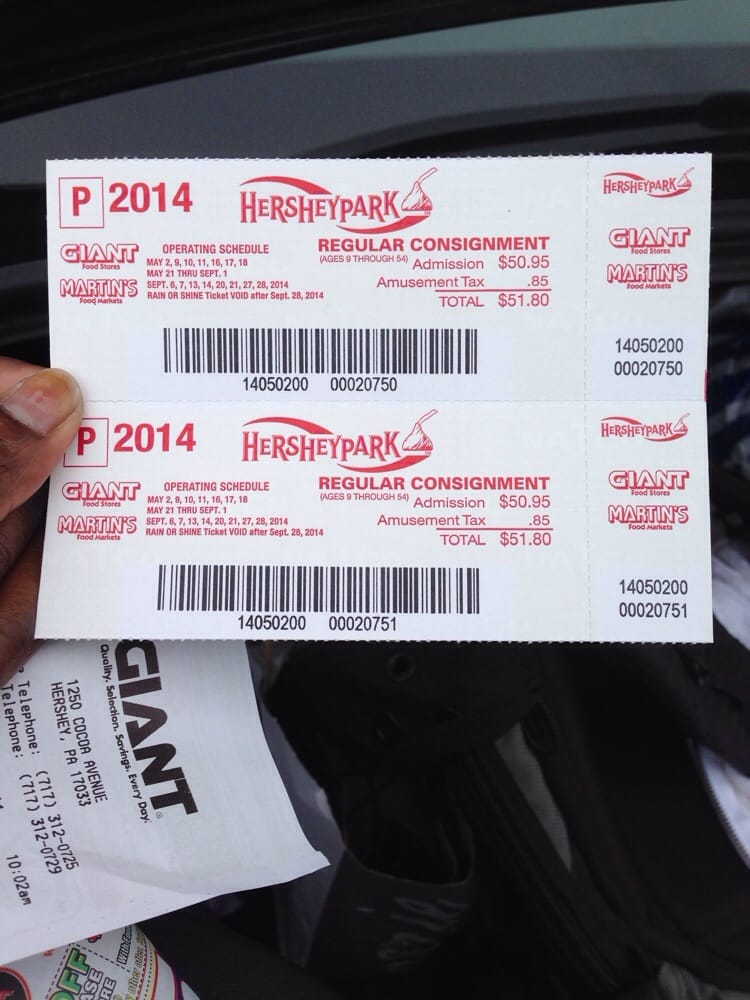 P 2014
HERSHEYPARK
GIANT
Food Stores
MARTIN'S
Food Markets
OPERATING SCHEDULE
MAY 2, 9, 10, 11, 16, 17, 18
MAY 21 THRU SEPT. 1
SEPT. 6, 7, 13, 14, 20, 21, 27, 28, 2014
RAIN OR SHINE Ticket VOID after Sept. 28, 2014
REGULAR CONSIGNMENT
(AGES 9 THROUGH 54) Admission $50.95
Amusement Tax .85
TOTAL $51.80
14050200 00020750
HERSHEYPARK
GIANT
Food Stores
MARTIN'S
Food Markets
14050200
00020750
P 2014
HERSHEYPARK
GIANT
Food Stores
MARTIN'S
Food Markets
OPERATING SCHEDULE
MAY 2, 9, 10, 11, 16, 17, 18
MAY 21 THRU SEPT. 1
SEPT. 6, 7, 13, 14, 20, 21, 27, 28, 2014
RAIN OR SHINE Ticket VOID after Sept. 28, 2014
REGULAR CONSIGNMENT
(AGES 9 THROUGH 54) Admission $50.95
Amusement Tax .85
TOTAL $51.80
14050200 00020751
HERSHEYPARK
GIANT
Food Stores
MARTIN'S
Food Markets
14050200
00020751
GIANT
Quality. Selection. Savings. Every Day.
1250 COCOA AVENUE
HERSHEY, PA 17033
Telephone: (717) 312-0725
Telephone: (717) 312-0729
10:02am
OFF